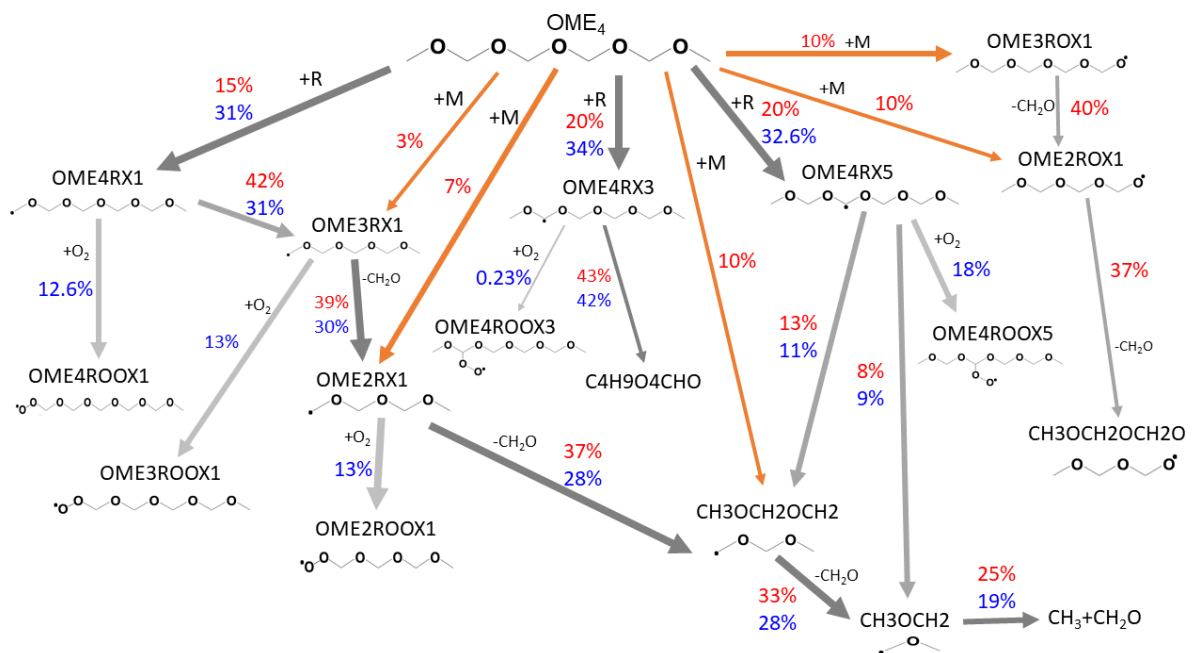 OME4
O O O O O
15%
31%
+R
+M
3%
+M
7%
+R
20%
34%
+M
10%
+R
20%
32.6%
10% +M
+M
10%
OME3ROX1
O O O O O•
-CH2O
40%
OME2ROX1
O O O O•
OME4RX1
O O O O O
42%
31%
OME3RX1
O O O O
OME4RX3
O O O O O
OME4RX5
O O O O O
+O2
12.6%
+O2
13%
-CH2O
39%
30%
+O2
0.23%
43%
42%
+O2
18%
13%
11%
8%
9%
37%
-CH2O
OME4ROOX1
•O O O O O O O
OME3ROOX1
•O O O O O O
OME2RX1
O O O
OME4ROOX3
O O O O O
O O•
C4H9O4CHO
OME4ROOX5
O O O O O
O O•
+O2
13%
-CH2O
37%
28%
OME2ROOX1
•O O O O O
CH3OCH2OCH2
O O
CH3OCH2OCH2O
O O O•
-CH2O
33%
28%
CH3OCH2
O
25%
19%
CH3+CH2O